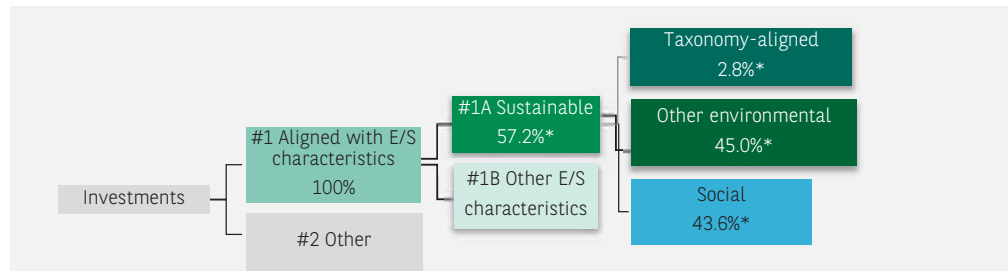 Investments
#1 Aligned with E/S
characteristics
100%
#2 Other
#1A Sustainable
57.2%*
#1B Other E/S
characteristics
Taxonomy-aligned
2.8%*
Other environmental
45.0%*
Social
43.6%*